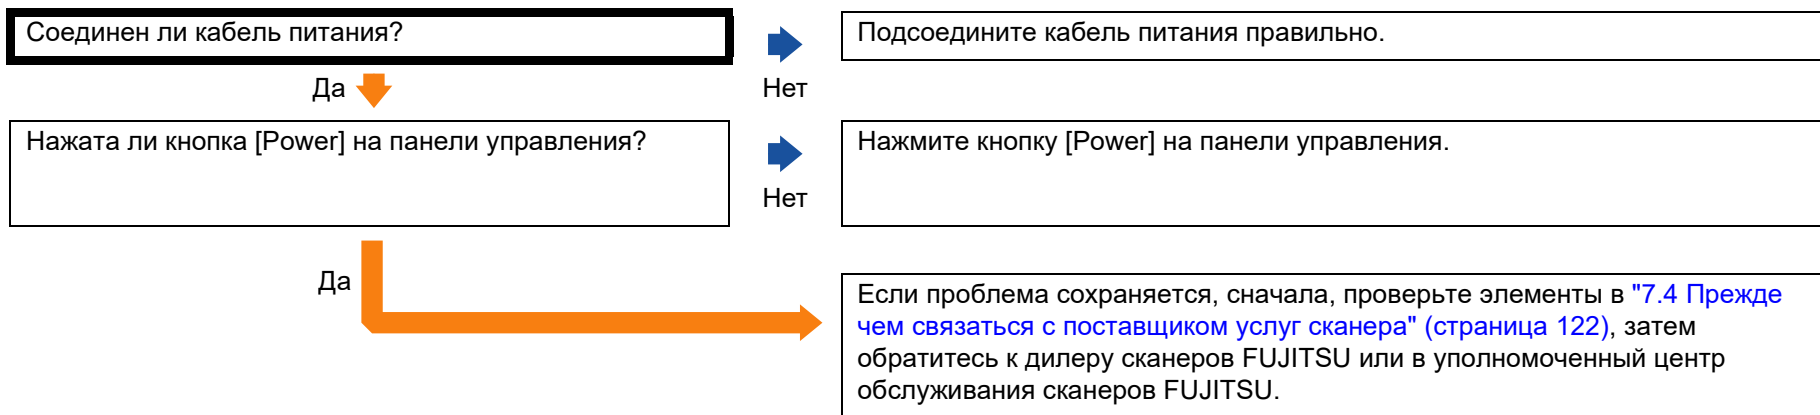 Соединен ли кабель питания?
Подсоедините кабель питания правильно.
Да
Нет
Нажата ли кнопка [Power] на панели управления?
Нажмите кнопку [Power] на панели управления.
Нет
Да
Если проблема сохраняется, сначала, проверьте элементы в "7.4 Прежде
чем связаться с поставщиком услуг сканера" (страница 122), затем
обратитесь к дилеру сканеров FUJITSU или в уполномоченный центр
обслуживания сканеров FUJITSU.